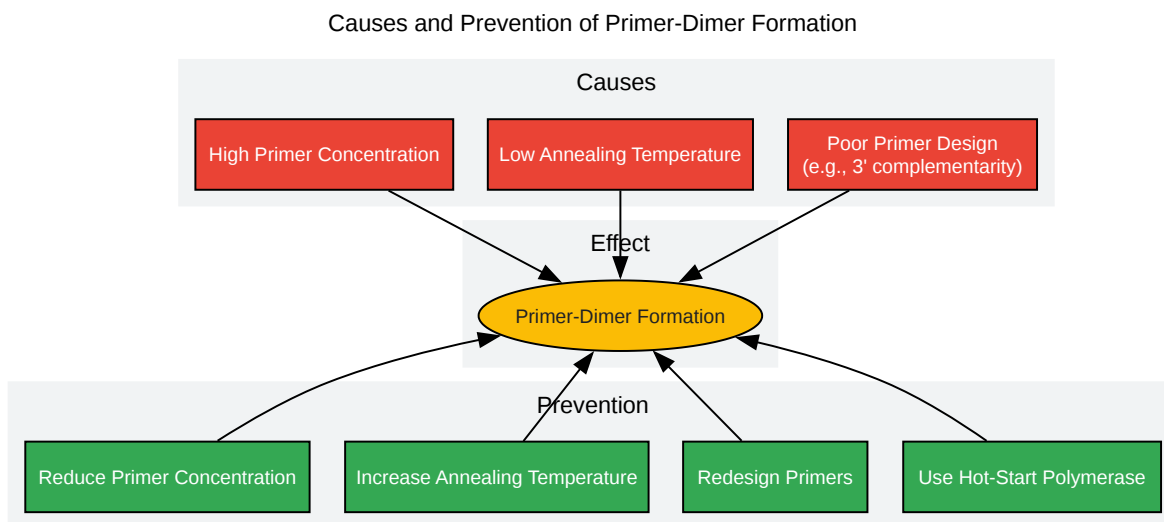 Causes and Prevention of Primer-Dimer Formation
Causes
High Primer Concentration
Low Annealing Temperature
Poor Primer Design
(e.g., 3' complementarity)
Effect
Primer-Dimer Formation
Prevention
Reduce Primer Concentration
Increase Annealing Temperature
Redesign Primers
Use Hot-Start Polymerase